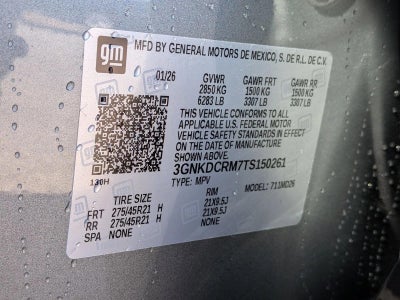 gm
MFD BY GENERAL MOTORS DE MEXICO, S. DE R.L. DE C.V.
01/26 GVWR GAWR FRT GAWR RR
2850 KG 1500 KG 1500 KG
6283 LB 3307 LB 3307 LB
THIS VEHICLE CONFORMS TO ALL
APPLICABLE U.S. FEDERAL MOTOR
VEHICLE SAFETY STANDARDS IN EFFECT
ON THE DATE OF MANUFACTURE
SHOWN ABOVE
3GNKDCRM7TS150261
TYPE: MPV MODEL: 711MD26
130H
TIRE SIZE RIM
FRT 275/45R21 H 21X9.5J
RR 275/45R21 H 21X9.5J
SPA NONE NONE